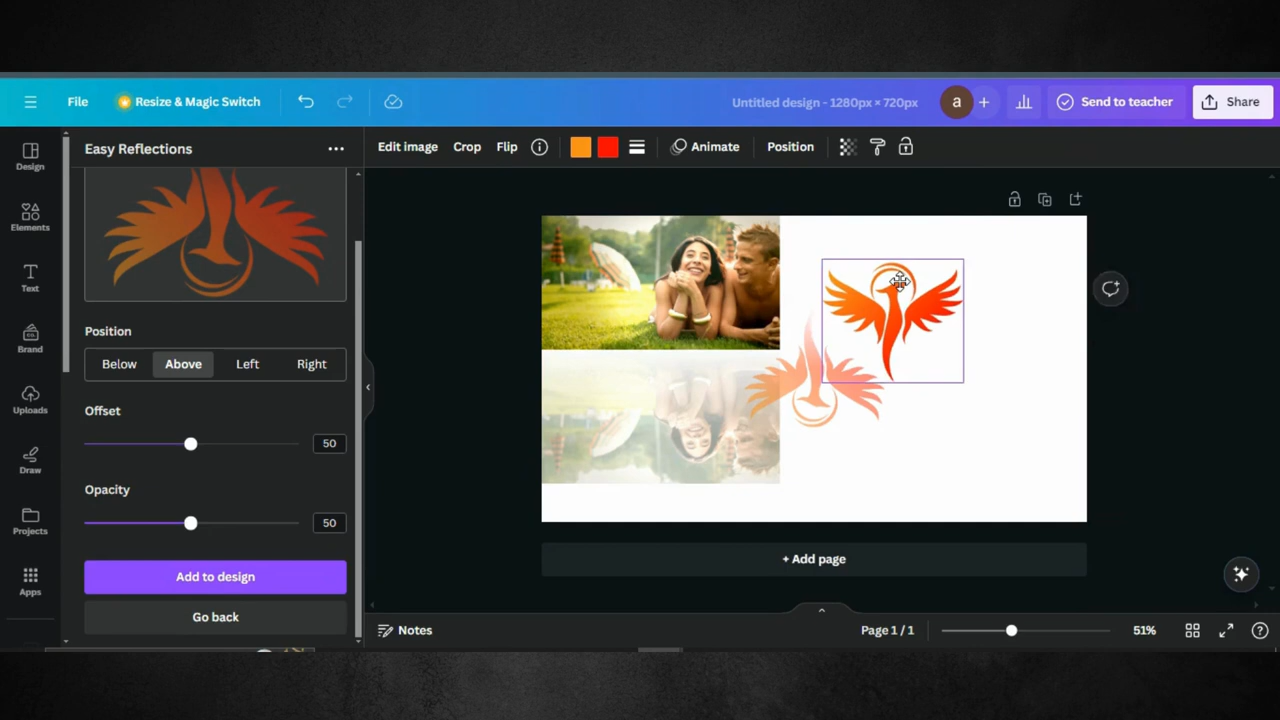 File
Resize & Magic Switch
Untitled design - 1280px × 720px
a
Send to teacher
Share
Design
Elements
Text
Brand
Uploads
Draw
Projects
Apps
Easy Reflections
Position
Below
Above
Left
Right
Offset
50
Opacity
50
Add to design
Go back
Edit image
Crop
Flip
Animate
Position
+ Add page
Notes
Page 1 / 1
51%